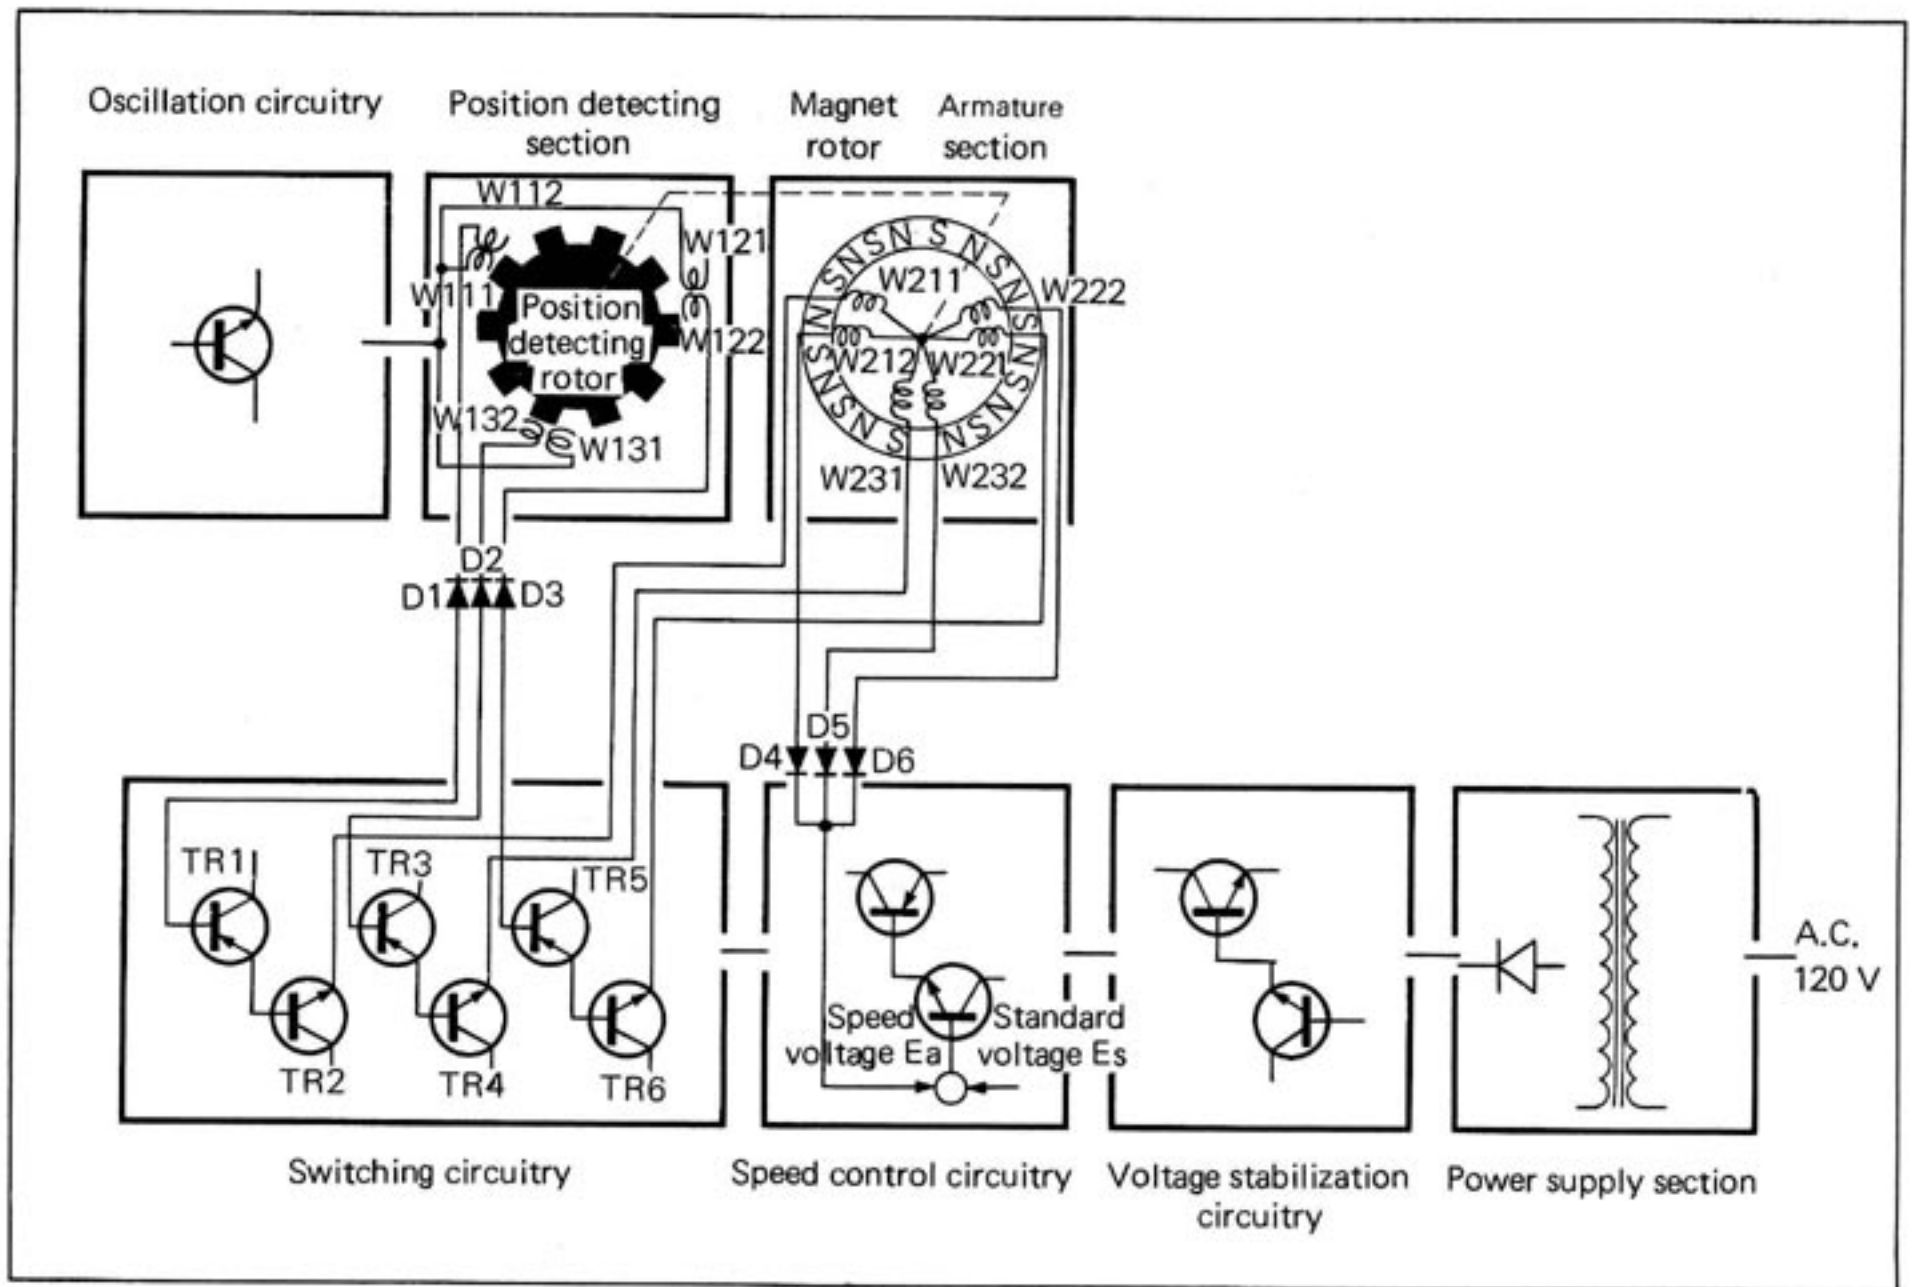 Oscillation circuitry
Position detecting
section
Magnet
rotor
Armature
section
W112
W121
W111
W122
Position
detecting
rotor
W132
W131
N S N S N S N S N S N S N S N S N S N S N S
W211
W222
W212
W221
W231
W232
D2
D1
D3
D5
D4
D6
TR1
TR3
TR5
TR2
TR4
TR6
Speed
voltage Ea
Standard
voltage Es
A.C.
120 V
Switching circuitry
Speed control circuitry
Voltage stabilization
circuitry
Power supply section